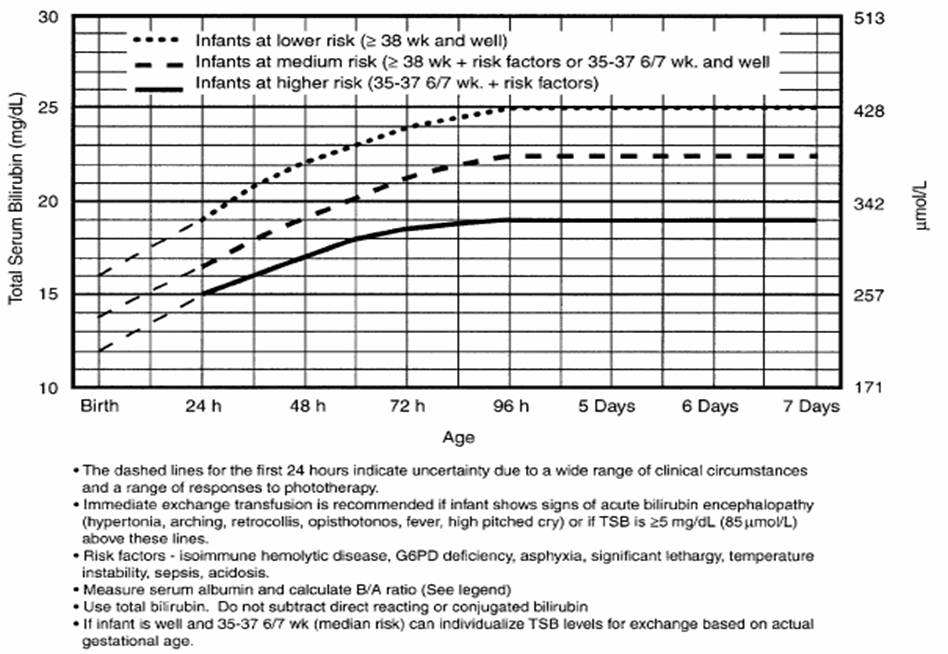 30
513
Infants at lower risk (≥ 38 wk and well)
Infants at medium risk (≥ 38 wk + risk factors or 35-37 6/7 wk. and well
Infants at higher risk (35-37 6/7 wk. + risk factors)
25
428
Total Serum Bilirubin (mg/dL)
20
342
µmol/L
15
257
10
171
Birth 24 h 48 h 72 h 96 h 5 Days 6 Days 7 Days
Age
• The dashed lines for the first 24 hours indicate uncertainty due to a wide range of clinical circumstances
and a range of responses to phototherapy.
• Immediate exchange transfusion is recommended if infant shows signs of acute bilirubin encephalopathy
(hypertonia, arching, retrocollis, opisthotonos, fever, high pitched cry) or if TSB is ≥5 mg/dL (85 µmol/L)
above these lines.
• Risk factors - isoimmune hemolytic disease, G6PD deficiency, asphyxia, significant lethargy, temperature
instability, sepsis, acidosis.
• Measure serum albumin and calculate B/A ratio (See legend)
• Use total bilirubin. Do not subtract direct reacting or conjugated bilirubin
• If infant is well and 35-37 6/7 wk (median risk) can individualize TSB levels for exchange based on actual
gestational age.